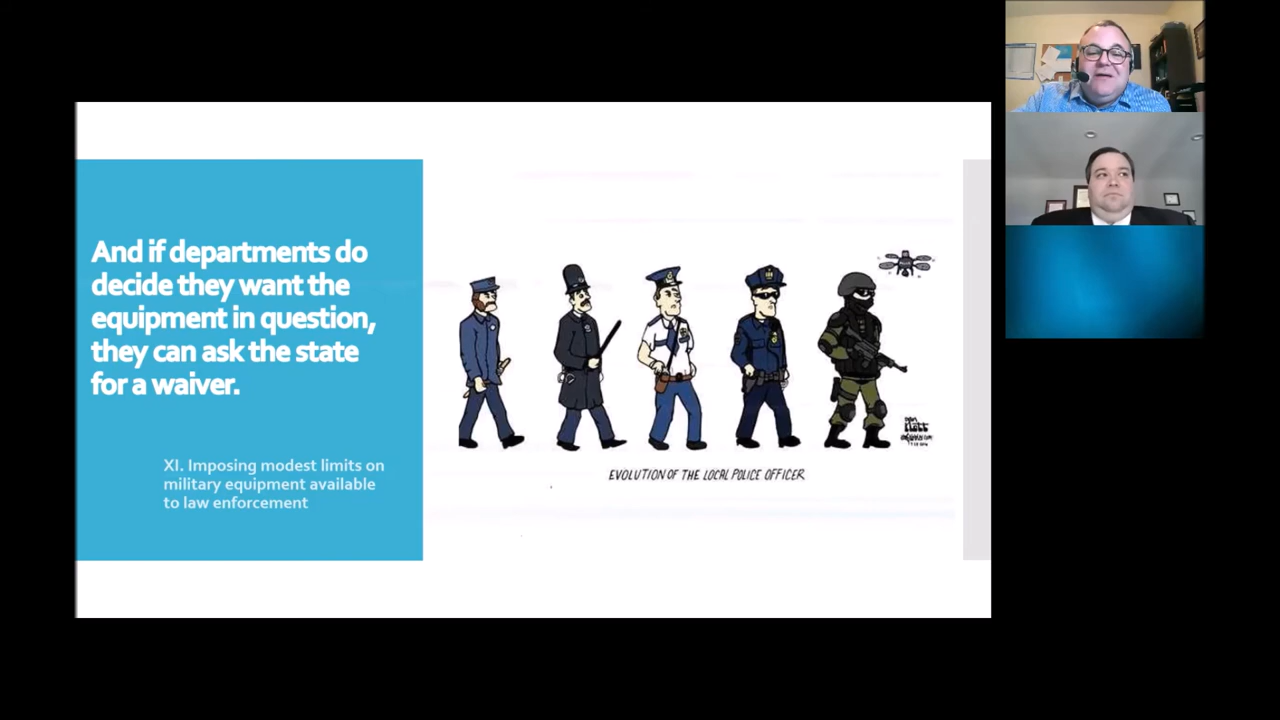 And if departments do
decide they want the
equipment in question,
they can ask the state
for a waiver.
XI. Imposing modest limits on
military equipment available
to law enforcement
EVOLUTION OF THE LOCAL POLICE OFFICER